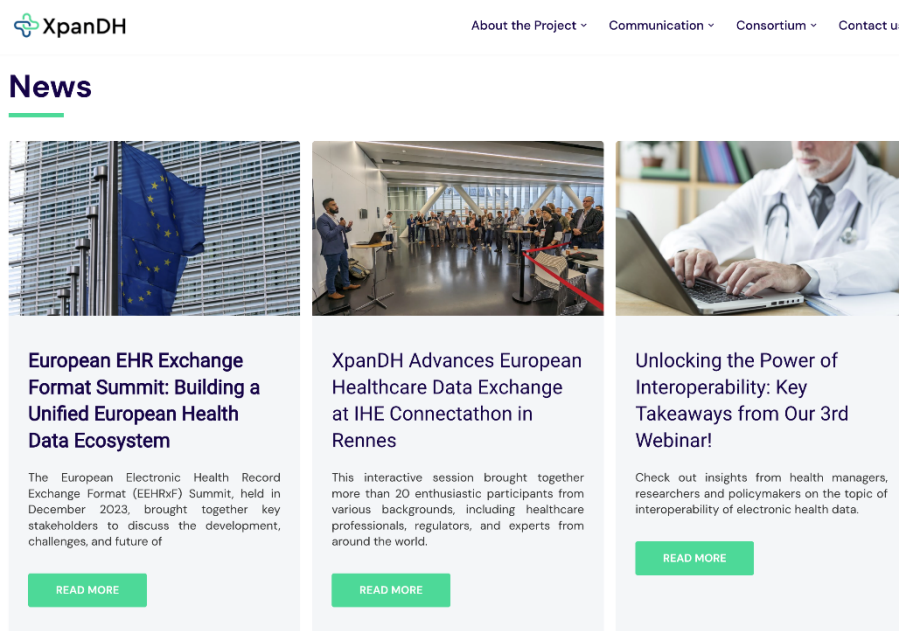 XpanDH
About the Project
Communication
Consortium
Contact
News
European EHR Exchange
Format Summit: Building a
Unified European Health
Data Ecosystem
The European Electronic Health Record
Exchange Format (EEHRxF) Summit, held in
December 2023, brought together key
stakeholders to discuss the development,
challenges, and future of
READ MORE
XpanDH Advances European
Healthcare Data Exchange
at IHE Connectathon in
Rennes
This interactive session brought together
more than 20 enthusiastic participants from
various backgrounds, including healthcare
professionals, regulators, and experts from
around the world.
READ MORE
Unlocking the Power of
Interoperability: Key
Takeaways from Our 3rd
Webinar!
Check out insights from health managers,
researchers and policymakers on the topic of
interoperability of electronic health data.
READ MORE